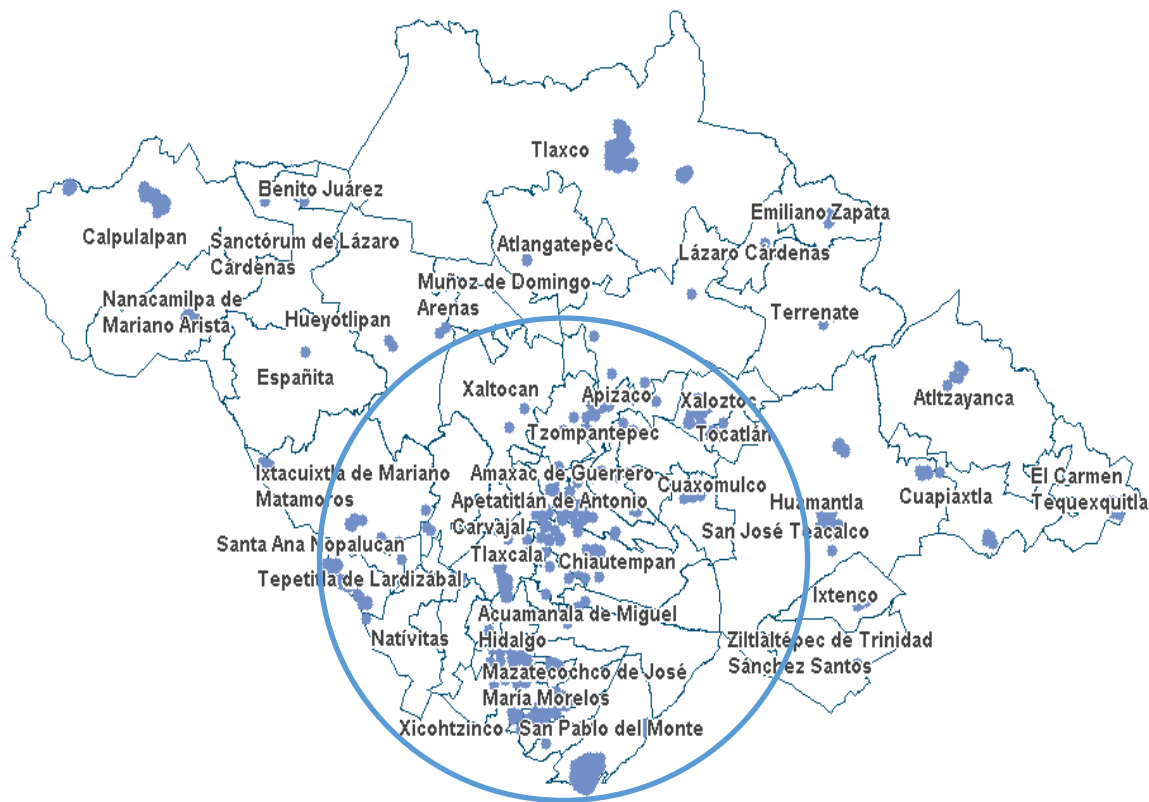 Tlaxco
Benito Juárez
Emiliano Zapata
Calpulalpan
Sanctórum de Lázaro
Cárdenas
Atlangatepec
Lázaro Cárdenas
Muñoz de Domingo
Arenas
Nanacamilpa de
Mariano Arista
Hueyotlipan
Terrenate
Españita
Xaltocan
Apizaco
Xaloztoc
Atltzayanca
Tzompantepec
Tocatlán
Ixtacuixtla de Mariano
Matamoros
Amaxac de Guerrero
Cuaxomulco
El Carmen
Tequexquitla
Apetatitlán de Antonio
Carvajal
Huamantla
Cuapiaxtla
San José Teacalco
Santa Ana Nopalucan
Tlaxcala
Chiautempan
Tepetitla de Lardizábal
Ixtenco
Acuamanala de Miguel
Hidalgo
Natívitas
Ziltlaltépec de Trinidad
Sánchez Santos
Mazatecochco de José
María Morelos
Xicohtzinco
San Pablo del Monte